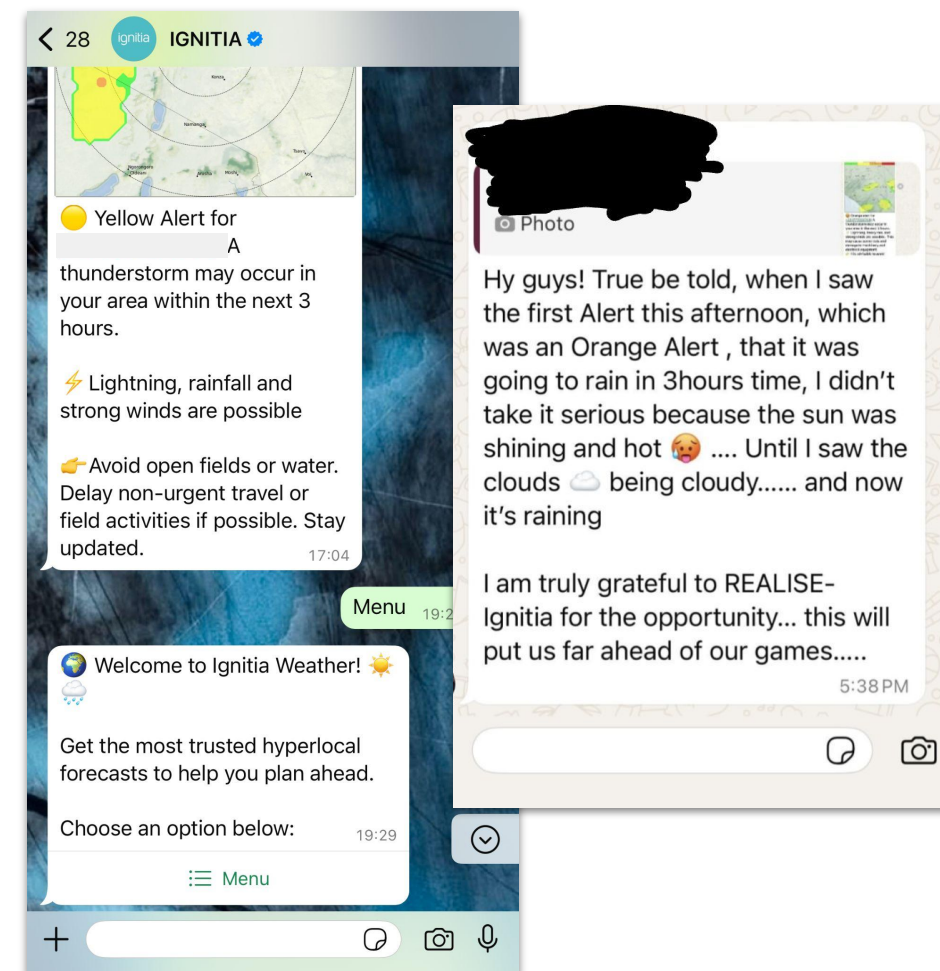 28
ignitia
IGNITIA
Namanga
Arusha
Moshi
Voi
🟡 Yellow Alert for
A
thunderstorm may occur in
your area within the next 3
hours.
⚡ Lightning, rainfall and
strong winds are possible
👉Avoid open fields or water.
Delay non-urgent travel or
field activities if possible. Stay
updated.
17:04
Menu
🌍 Welcome to Ignitia Weather! ☀️
🌧️
Get the most trusted hyperlocal
forecasts to help you plan ahead.
Choose an option below:
19:29
Menu
Photo
Hy guys! True be told, when I saw
the first Alert this afternoon, which
was an Orange Alert , that it was
going to rain in 3hours time, I didn’t
take it serious because the sun was
shining and hot 🥵 .... Until I saw the
clouds ☁️ being cloudy...... and now
it’s raining
I am truly grateful to REALISE-
Ignitia for the opportunity... this will
put us far ahead of our games.....
5:38 PM